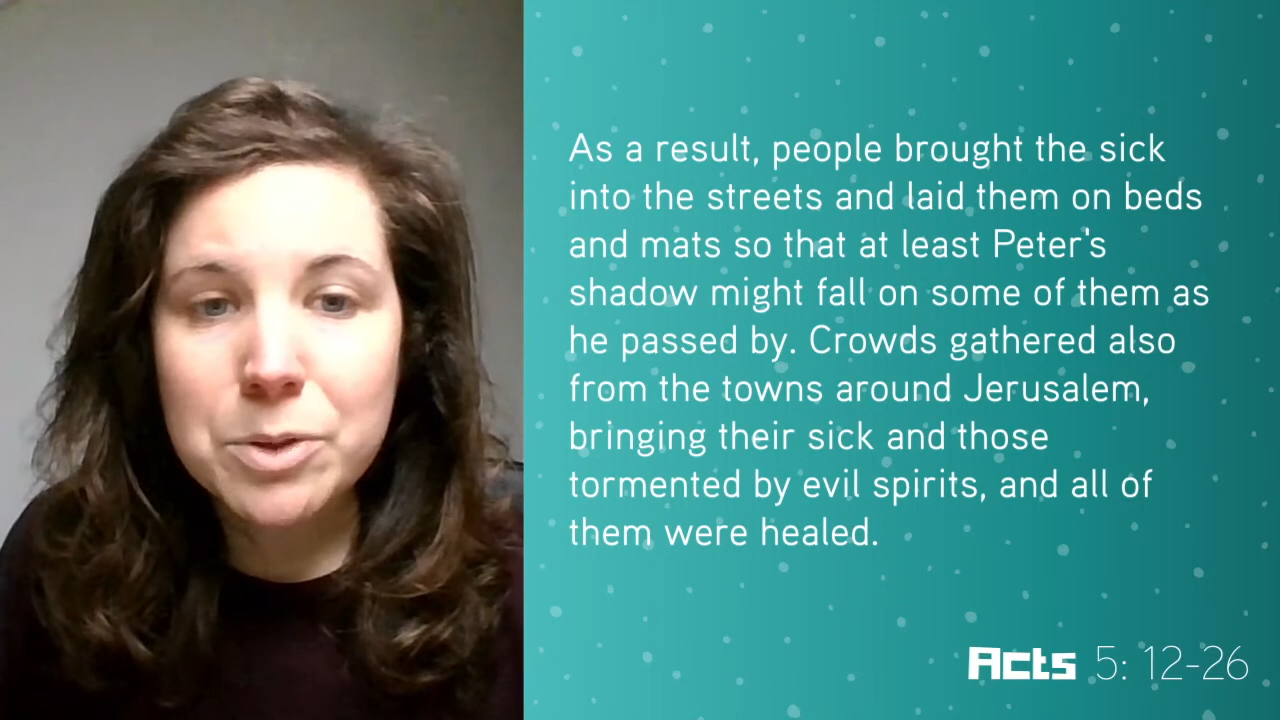 As a result, people brought the sick
into the streets and laid them on beds
and mats so that at least Peter's
shadow might fall on some of them as
he passed by. Crowds gathered also
from the towns around Jerusalem,
bringing their sick and those
tormented by evil spirits, and all of
them were healed.
Acts 5: 12-26